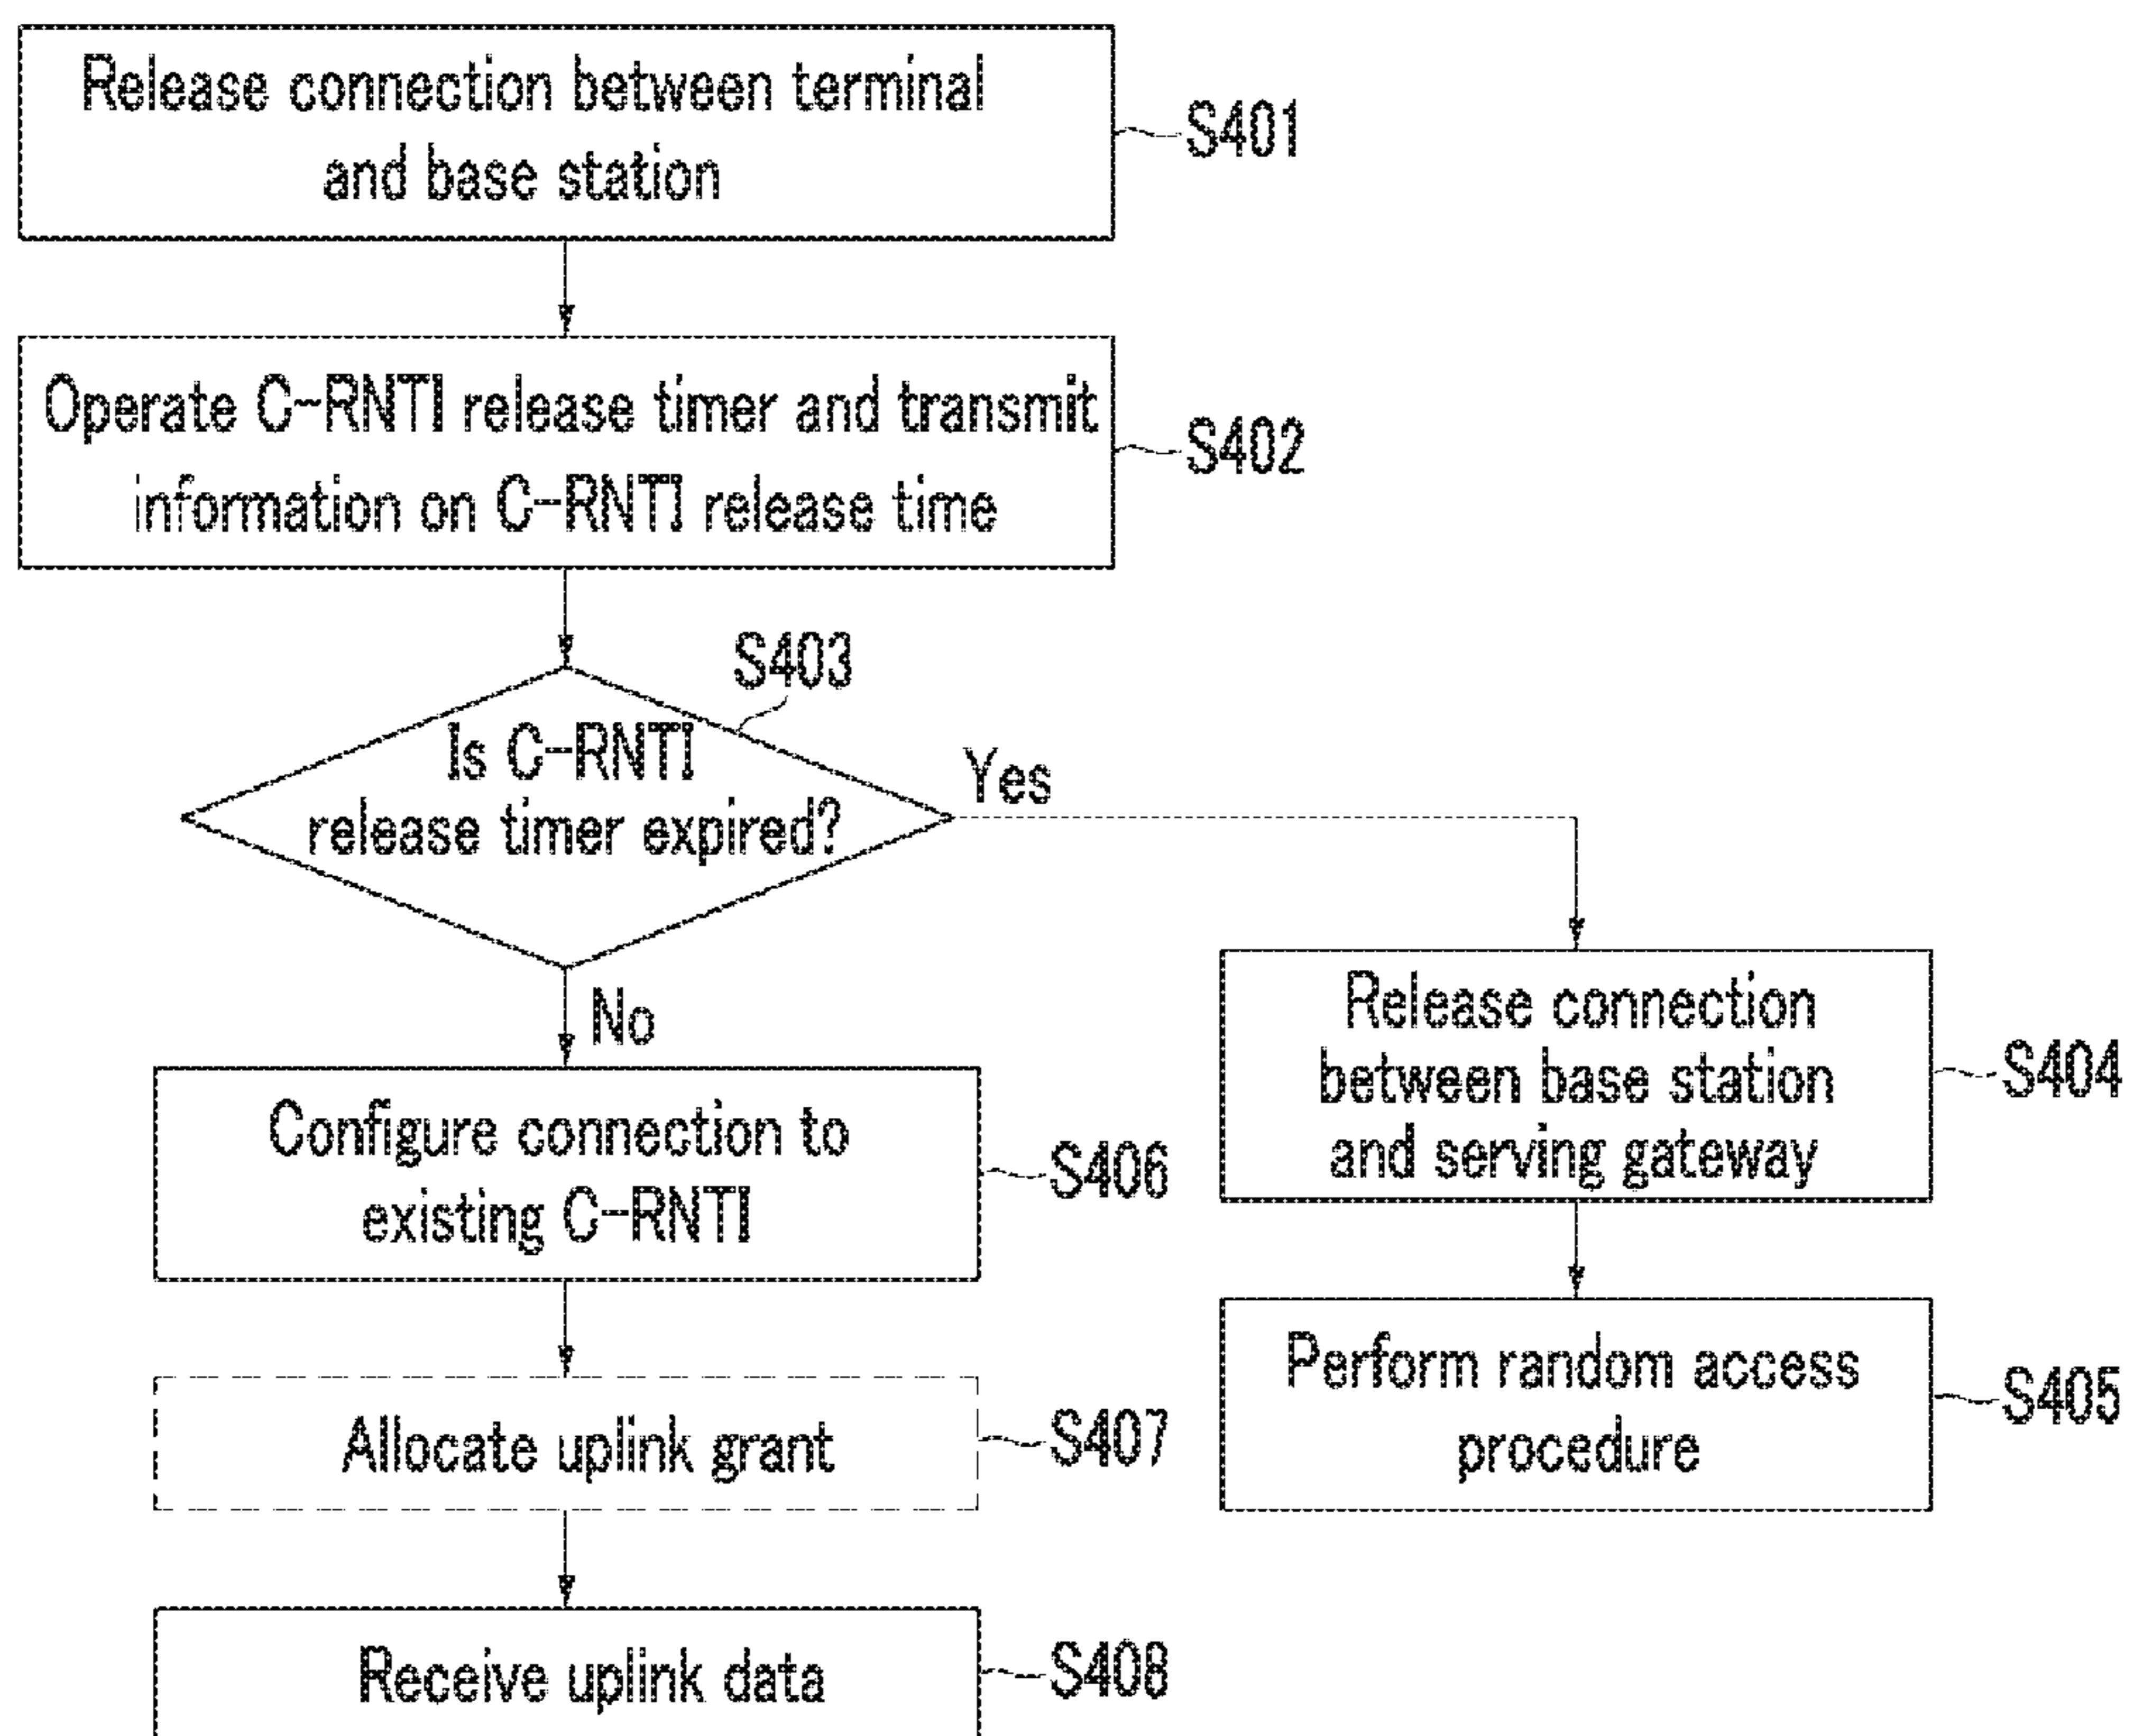 Release connection between terminal
and base station
S401
Operate C-RNTI release timer and transmit
information on C-RNTI release time
S402
S403
Is C-RNTI
release timer expired?
Yes
No
Release connection
between base station
and serving gateway
S404
Configure connection to
existing C-RNTI
S406
Perform random access
procedure
S405
Allocate uplink grant
S407
Receive uplink data
S408